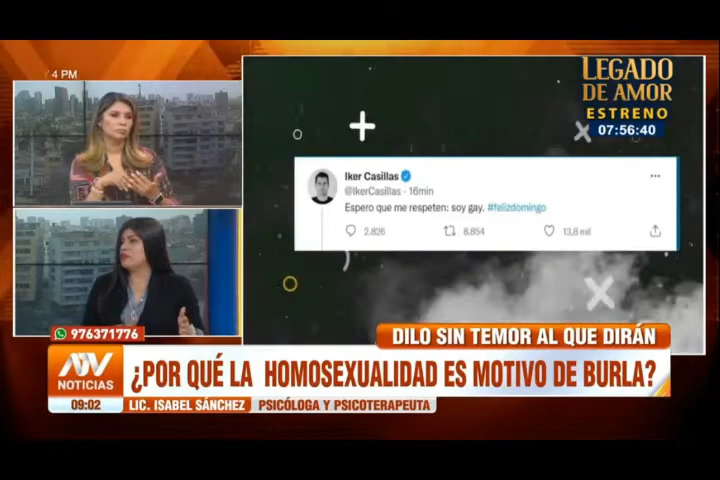 4 PM
LEGADO
DE AMOR
ESTRENO
07:56:40
Iker Casillas
@IkerCasillas · 16min
Espero que me respeten: soy gay. #felizdomingo
2.826 8.854 13,8 mil
976371776
DILO SIN TEMOR AL QUE DIRÁN
ATV
NOTICIAS
¿POR QUÉ LA HOMOSEXUALIDAD ES MOTIVO DE BURLA?
09:02
LIC. ISABEL SÁNCHEZ PSICÓLOGA Y PSICOTERAPEUTA